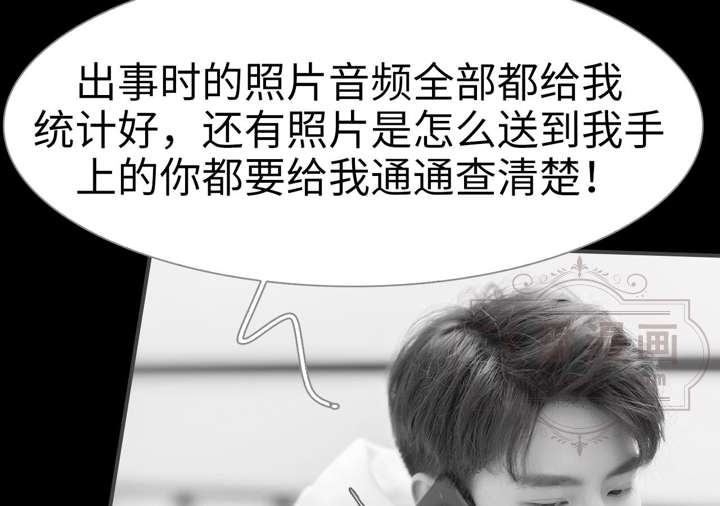 出事时的照片音频全部都给我
统计好，还有照片是怎么送到我手
上的你都要给我通通查清楚！
画